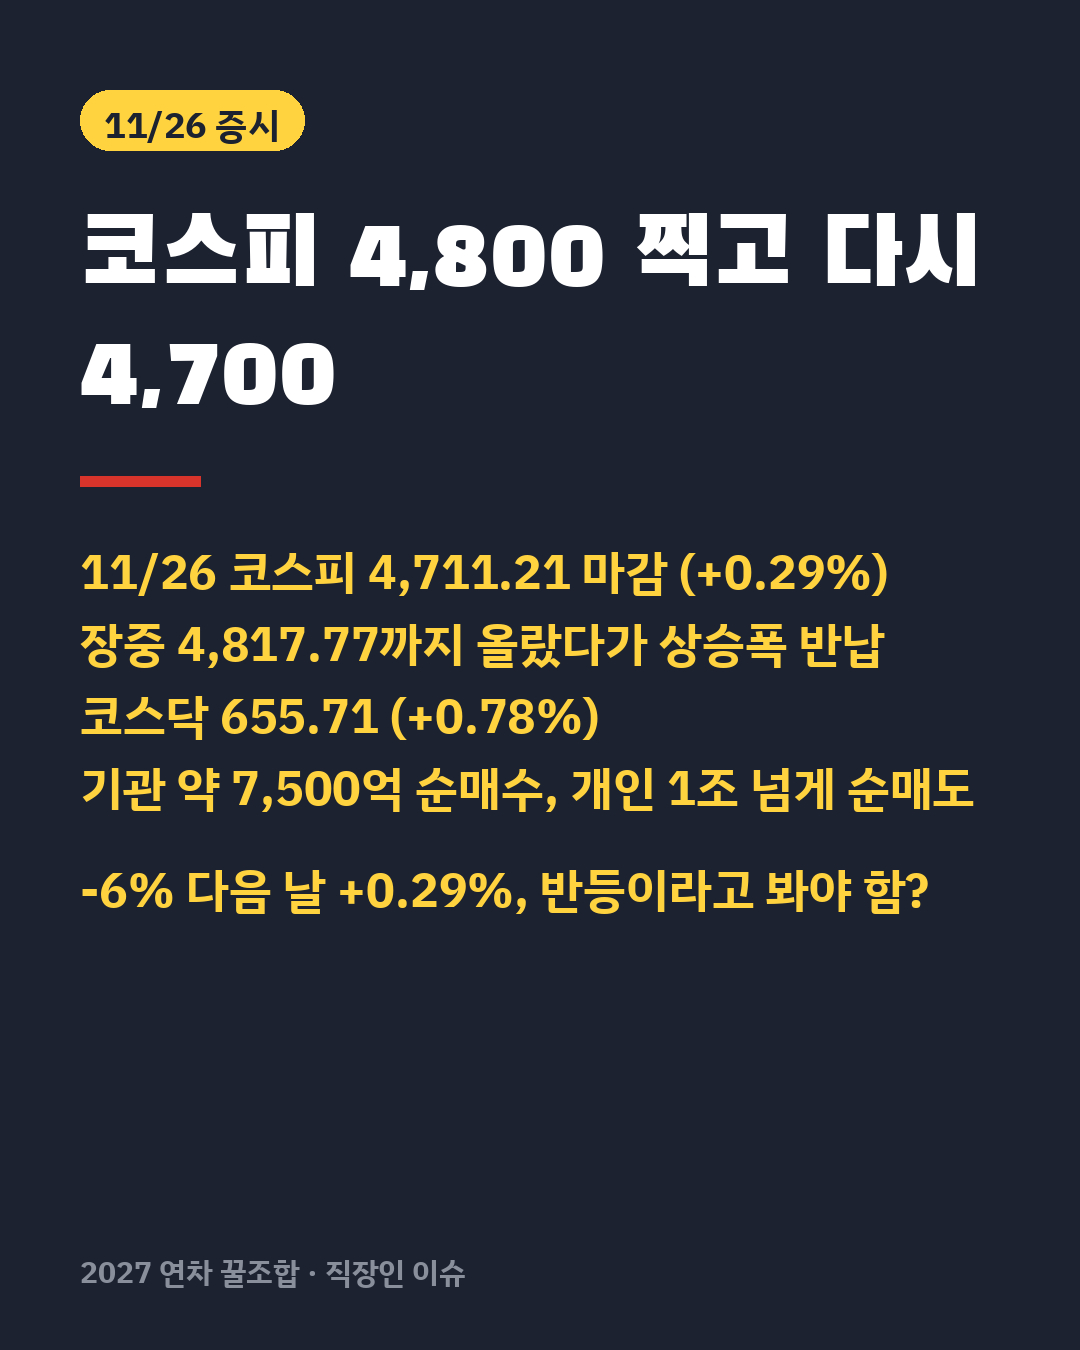 11/26 증시
코스피 4,800 찍고 다시
4,700
11/26 코스피 4,711.21 마감 (+0.29%)
장중 4,817.77까지 올랐다가 상승폭 반납
코스닥 655.71 (+0.78%)
기관 약 7,500억 순매수, 개인 1조 넘게 순매도
-6% 다음 날 +0.29%, 반등이라고 봐야 함?
2027 연차 꿀조합 · 직장인 이슈